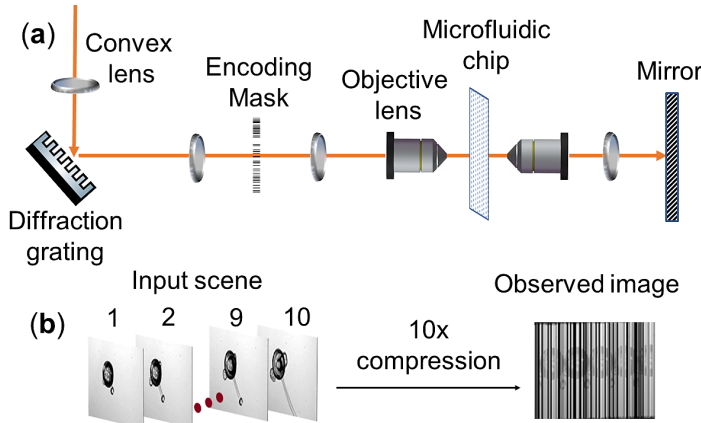 (a)
Convex
lens
Encoding
Mask
Objective
lens
Microfluidic
chip
Mirror
Diffraction
grating
Input scene
Observed image
(b)
1 2 9 10
10x
compression